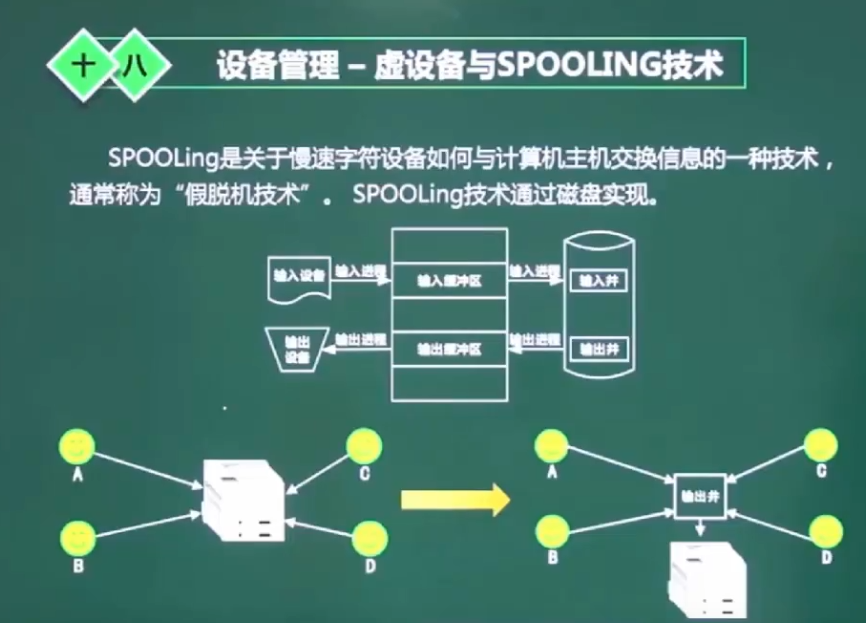 十八
设备管理 – 虚设备与SPOOLING技术
SPOOLing是关于慢速字符设备如何与计算机主机交换信息的一种技术，
通常称为“假脱机技术”。 SPOOLing技术通过磁盘实现。
输入设备
输入进程
输入缓冲区
输入进程
输入井
输出
设备
输出进程
输出缓冲区
输出进程
输出井
A
C
B
D
A
C
输出井
B
D